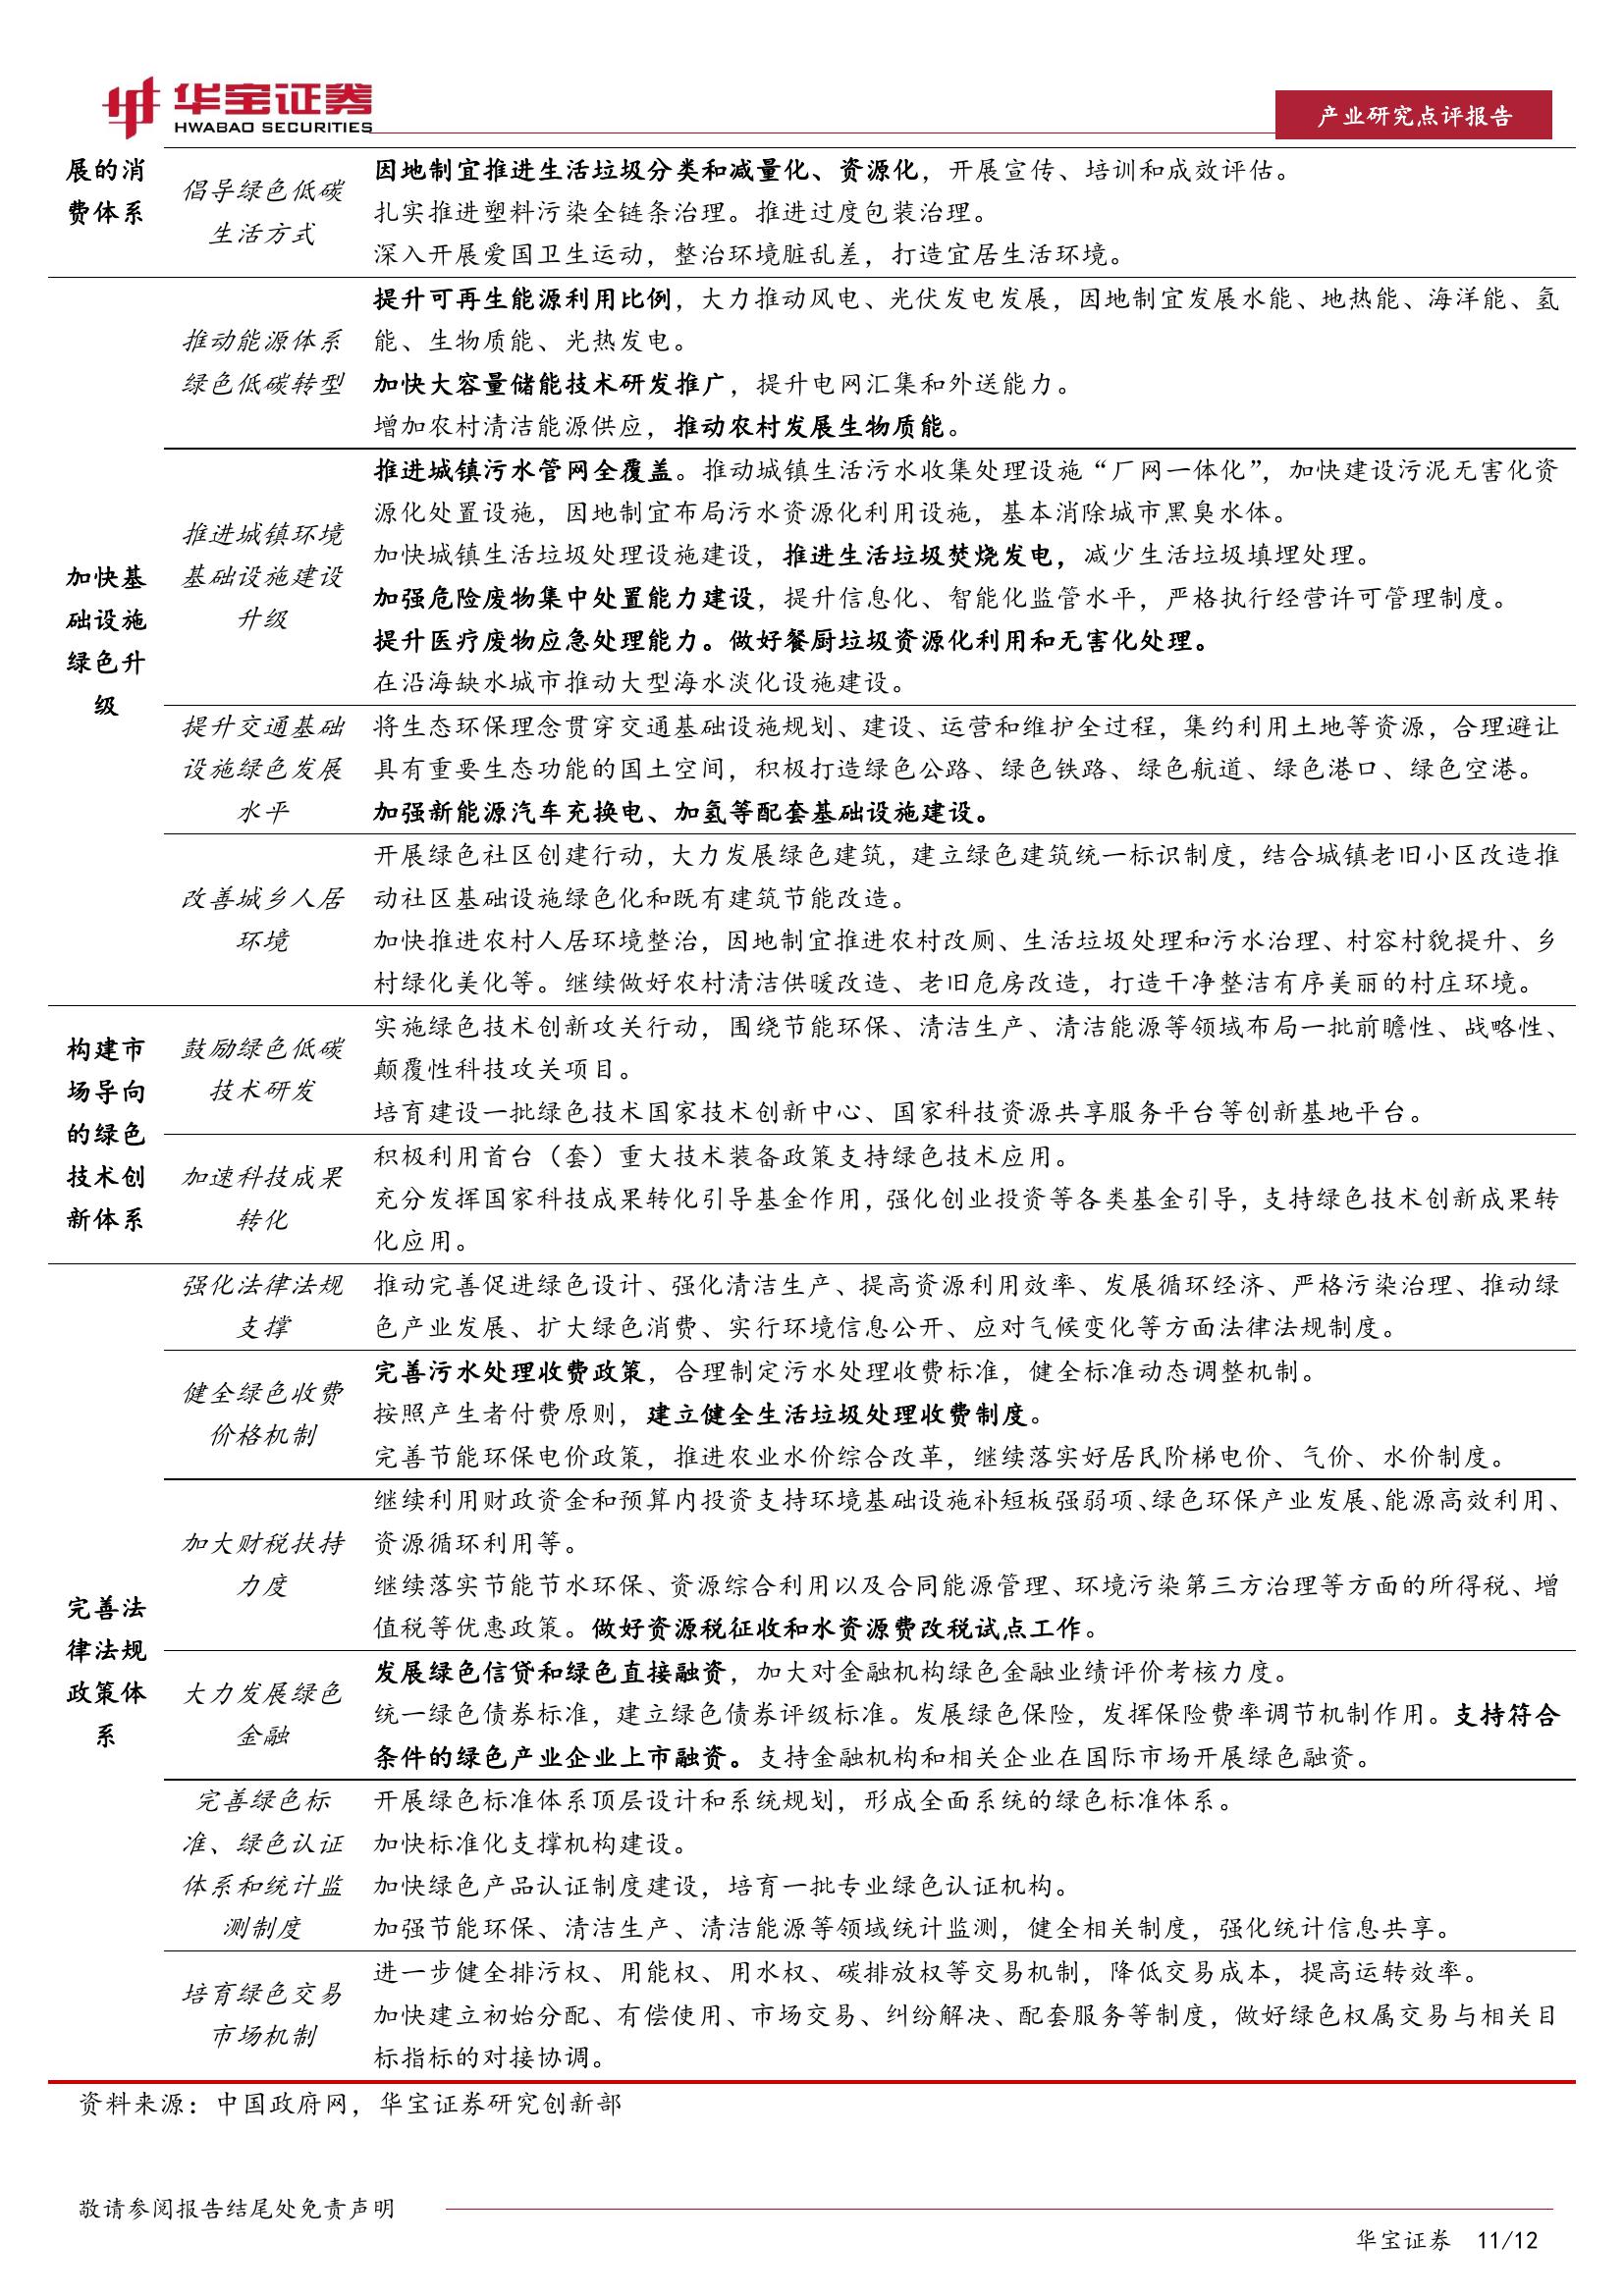 华宝证券
HWABAO SECURITIES
产业研究点评报告
展的消
费体系
倡导绿色低碳
生活方式
因地制宜推进生活垃圾分类和减量化、资源化，开展宣传、培训和成效评估。
扎实推进塑料污染全链条治理。推进过度包装治理。
深入开展爱国卫生运动，整治环境脏乱差，打造宜居生活环境。
加快基
础设施
绿色升
级
推动能源体系
绿色低碳转型
提升可再生能源利用比例，大力推动风电、光伏发电发展，因地制宜发展水能、地热能、海洋能、氢
能、生物质能、光热发电。
加快大容量储能技术研发推广，提升电网汇集和外送能力。
增加农村清洁能源供应，推动农村发展生物质能。
推进城镇环境
基础设施建设
升级
推进城镇污水管网全覆盖。推动城镇生活污水收集处理设施“厂网一体化”，加快建设污泥无害化资
源化处置设施，因地制宜布局污水资源化利用设施，基本消除城市黑臭水体。
加快城镇生活垃圾处理设施建设，推进生活垃圾焚烧发电，减少生活垃圾填埋处理。
加强危险废物集中处置能力建设，提升信息化、智能化监管水平，严格执行经营许可管理制度。
提升医疗废物应急处理能力。做好餐厨垃圾资源化利用和无害化处理。
在沿海缺水城市推动大型海水淡化设施建设。
提升交通基础
设施绿色发展
水平
将生态环保理念贯穿交通基础设施规划、建设、运营和维护全过程，集约利用土地等资源，合理避让
具有重要生态功能的国土空间，积极打造绿色公路、绿色铁路、绿色航道、绿色港口、绿色空港。
加强新能源汽车充换电、加氢等配套基础设施建设。
改善城乡人居
环境
开展绿色社区创建行动，大力发展绿色建筑，建立绿色建筑统一标识制度，结合城镇老旧小区改造推
动社区基础设施绿色化和既有建筑节能改造。
加快推进农村人居环境整治，因地制宜推进农村改厕、生活垃圾处理和污水治理、村容村貌提升、乡
村绿化美化等。继续做好农村清洁供暖改造、老旧危房改造，打造干净整洁有序美丽的村庄环境。
构建市
场导向
的绿色
技术创
新体系
鼓励绿色低碳
技术研发
实施绿色技术创新攻关行动，围绕节能环保、清洁生产、清洁能源等领域布局一批前瞻性、战略性、
颠覆性科技攻关项目。
培育建设一批绿色技术国家技术创新中心、国家科技资源共享服务平台等创新基地平台。
加速科技成果
转化
积极利用首台（套）重大技术装备政策支持绿色技术应用。
充分发挥国家科技成果转化引导基金作用，强化创业投资等各类基金引导，支持绿色技术创新成果转
化应用。
完善法
律法规
政策体
系
强化法律法规
支撑
推动完善促进绿色设计、强化清洁生产、提高资源利用效率、发展循环经济、严格污染治理、推动绿
色产业发展、扩大绿色消费、实行环境信息公开、应对气候变化等方面法律法规制度。
健全绿色收费
价格机制
完善污水处理收费政策，合理制定污水处理收费标准，健全标准动态调整机制。
按照产生者付费原则，建立健全生活垃圾处理收费制度。
完善节能环保电价政策，推进农业水价综合改革，继续落实好居民阶梯电价、气价、水价制度。
加大财税扶持
力度
继续利用财政资金和预算内投资支持环境基础设施补短板强弱项、绿色环保产业发展、能源高效利用、
资源循环利用等。
继续落实节能节水环保、资源综合利用以及合同能源管理、环境污染第三方治理等方面的所得税、增
值税等优惠政策。做好资源税征收和水资源费改税试点工作。
大力发展绿色
金融
发展绿色信贷和绿色直接融资，加大对金融机构绿色金融业绩评价考核力度。
统一绿色债券标准，建立绿色债券评级标准。发展绿色保险，发挥保险费率调节机制作用。支持符合
条件的绿色产业企业上市融资。支持金融机构和相关企业在国际市场开展绿色融资。
完善绿色标
准、绿色认证
体系和统计监
测制度
开展绿色标准体系顶层设计和系统规划，形成全面系统的绿色标准体系。
加快标准化支撑机构建设。
加快绿色产品认证制度建设，培育一批专业绿色认证机构。
加强节能环保、清洁生产、清洁能源等领域统计监测，健全相关制度，强化统计信息共享。
培育绿色交易
市场机制
进一步健全排污权、用能权、用水权、碳排放权等交易机制，降低交易成本，提高运转效率。
加快建立初始分配、有偿使用、市场交易、纠纷解决、配套服务等制度，做好绿色权属交易与相关目
标指标的对接协调。
资料来源：中国政府网，华宝证券研究创新部
敬请参阅报告结尾处免责声明
华宝证券 11/12